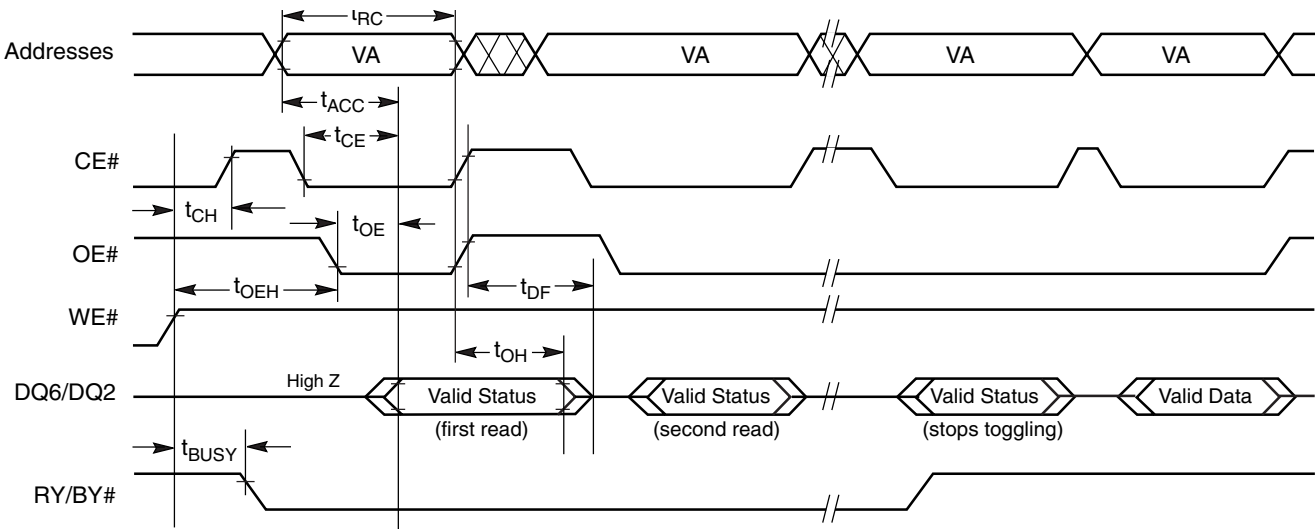 tRC
Addresses VA VA VA VA
tACC
tCE
CE#
tCH tOE
OE#
tOEH tDF
WE#
tOH
DQ6/DQ2 High Z Valid Status Valid Status Valid Status Valid Data
(first read) (second read) (stops toggling)
tBUSY
RY/BY#